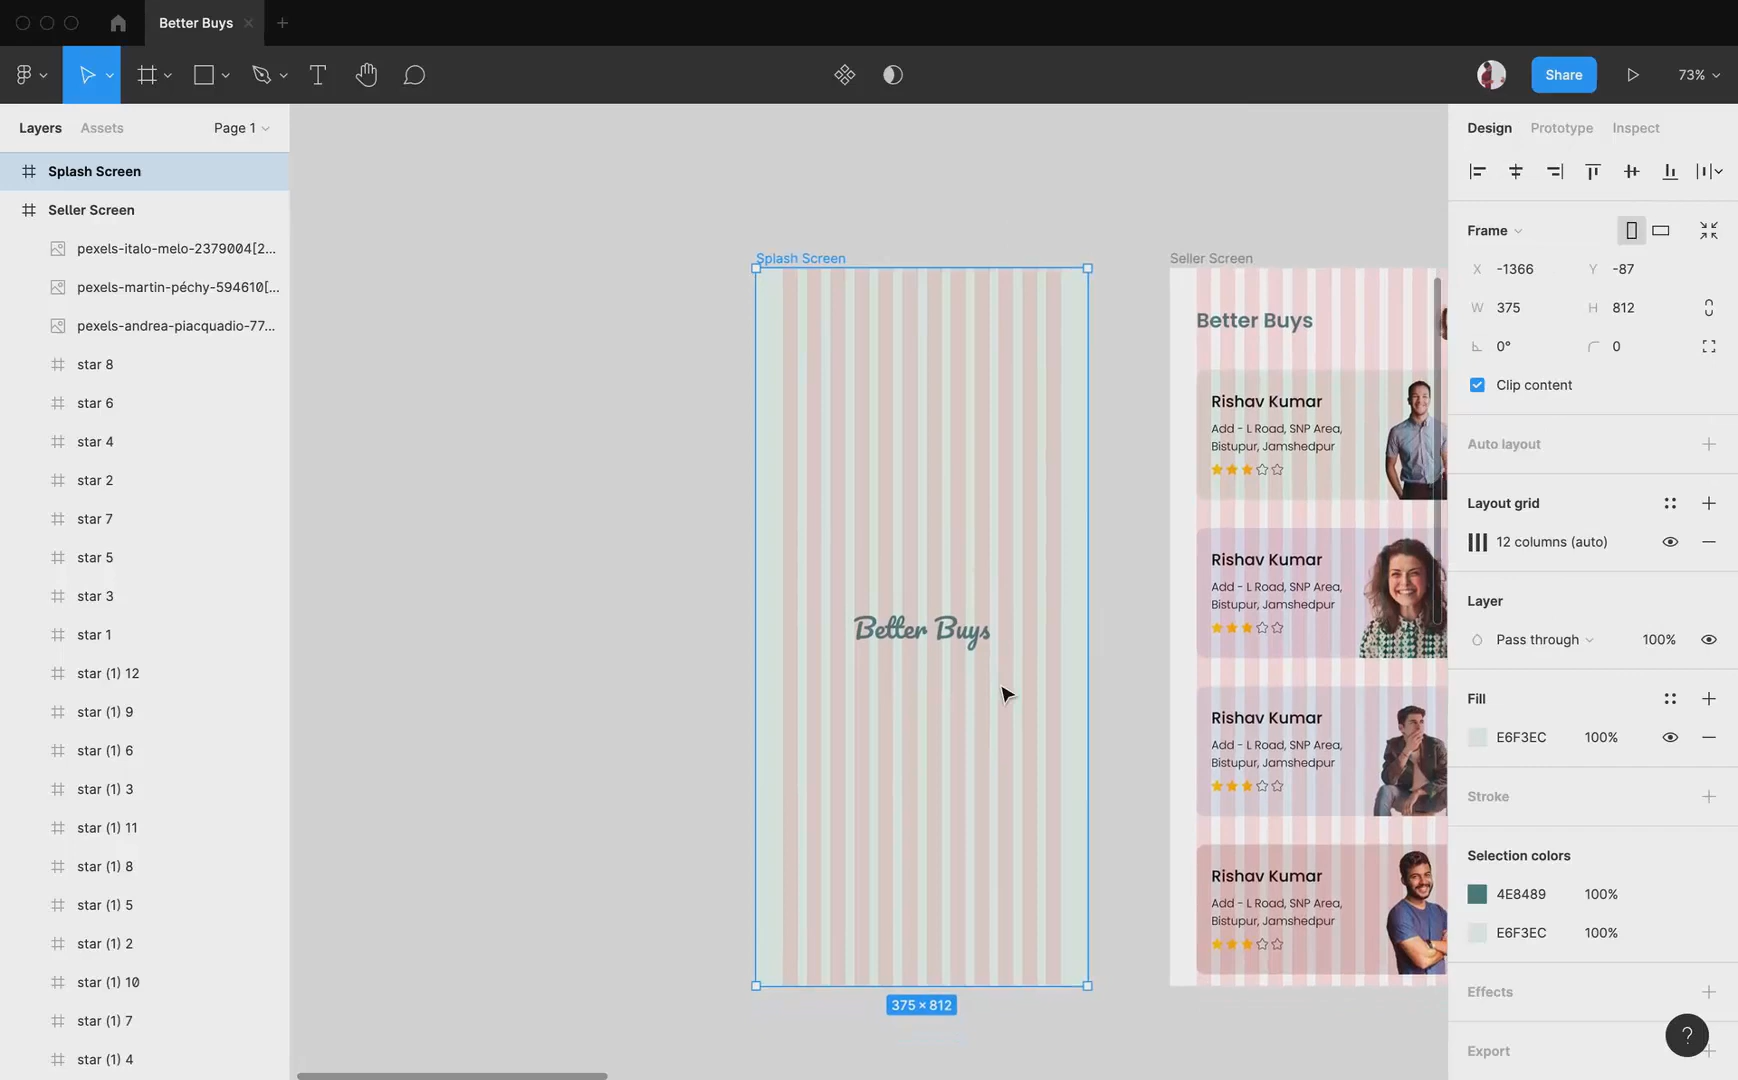 Better Buys
Share
73%
Layers
Assets
Page 1
Splash Screen
Seller Screen
pexels-italo-melo-2379004[2...
pexels-martin-péchy-594610[...
pexels-andrea-piacquadio-77...
star 8
star 6
star 4
star 2
star 7
star 5
star 3
star 1
star (1) 12
star (1) 9
star (1) 6
star (1) 3
star (1) 11
star (1) 8
star (1) 5
star (1) 2
star (1) 10
star (1) 7
star (1) 4
Splash Screen
Better Buys
375 × 812
Seller Screen
Better Buys
Rishav Kumar
Add - L Road, SNP Area,
Bistupur, Jamshedpur
Rishav Kumar
Add - L Road, SNP Area,
Bistupur, Jamshedpur
Rishav Kumar
Add - L Road, SNP Area,
Bistupur, Jamshedpur
Rishav Kumar
Add - L Road, SNP Area,
Bistupur, Jamshedpur
Design
Prototype
Inspect
Frame
X -1366 Y -87
W 375 H 812
0° 0
Clip content
Auto layout
Layout grid
12 columns (auto)
Layer
Pass through 100%
Fill
E6F3EC 100%
Stroke
Selection colors
4E8489 100%
E6F3EC 100%
Effects
Export
?